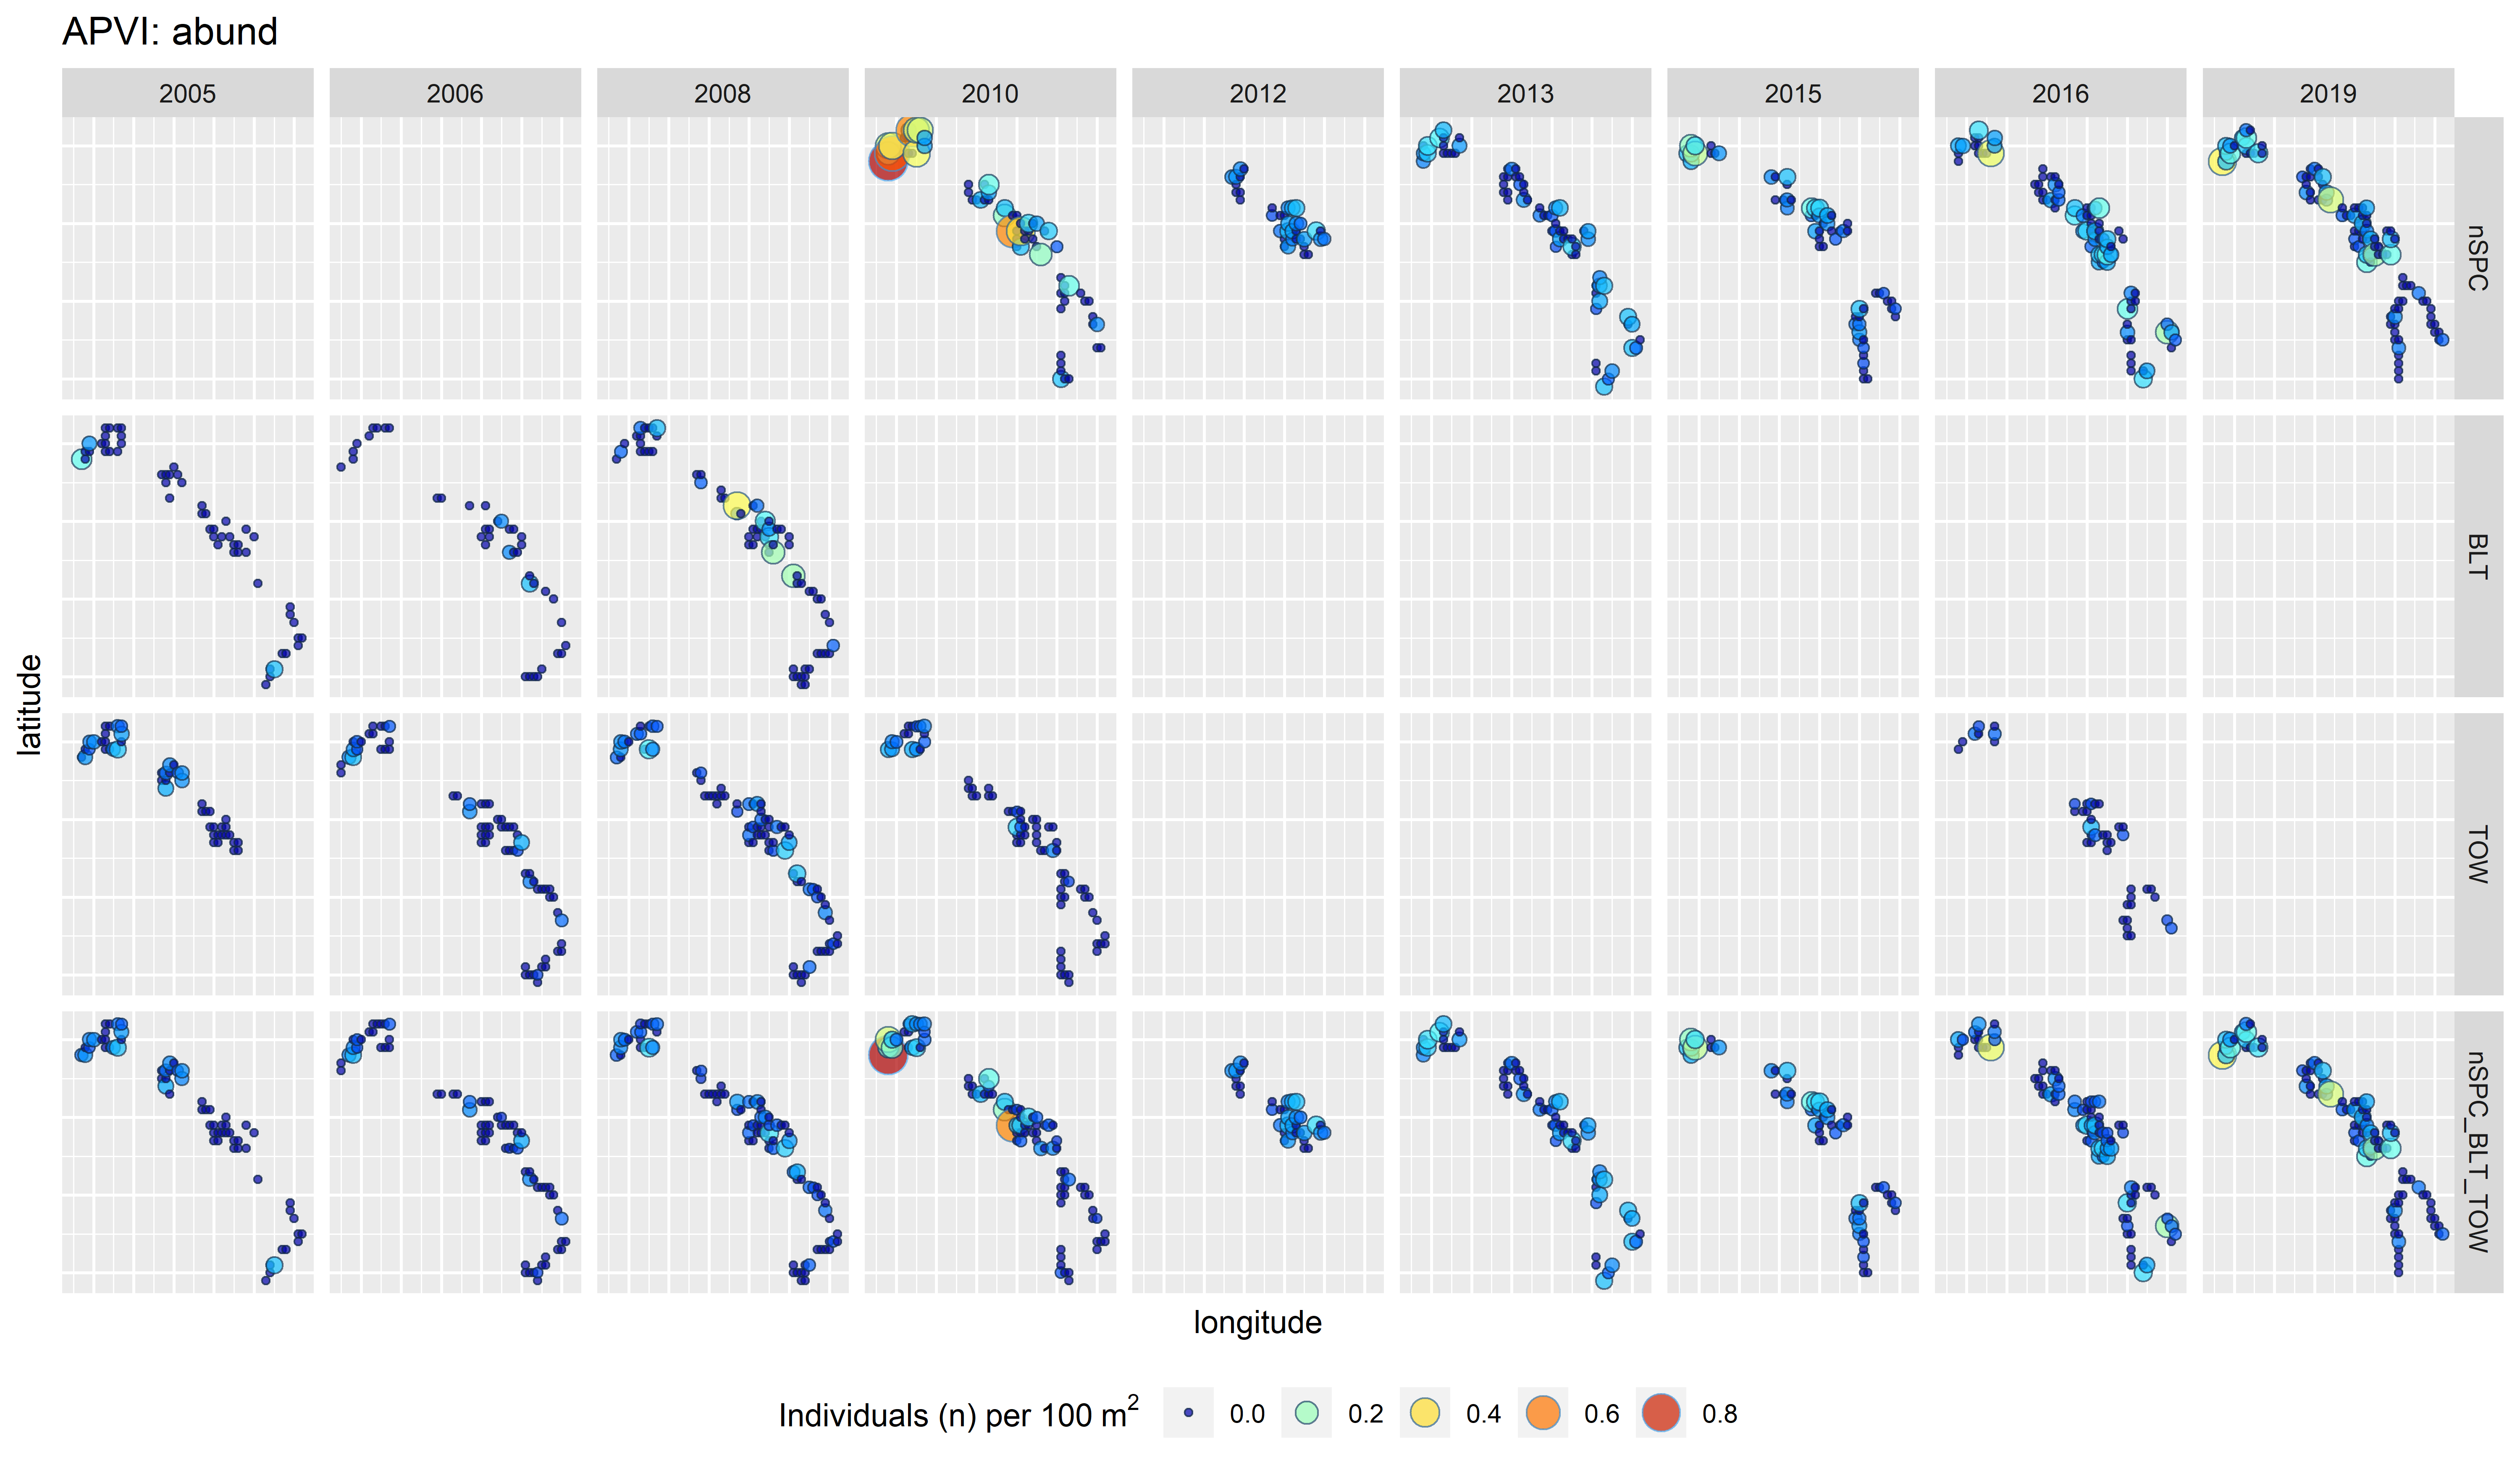 APVI: abund
2005 2006 2008 2010 2012 2013 2015 2016 2019
nSPC
BLT
TOW
nSPC_BLT_TOW
latitude
longitude
Individuals (n) per 100 m² 0.0 0.2 0.4 0.6 0.8